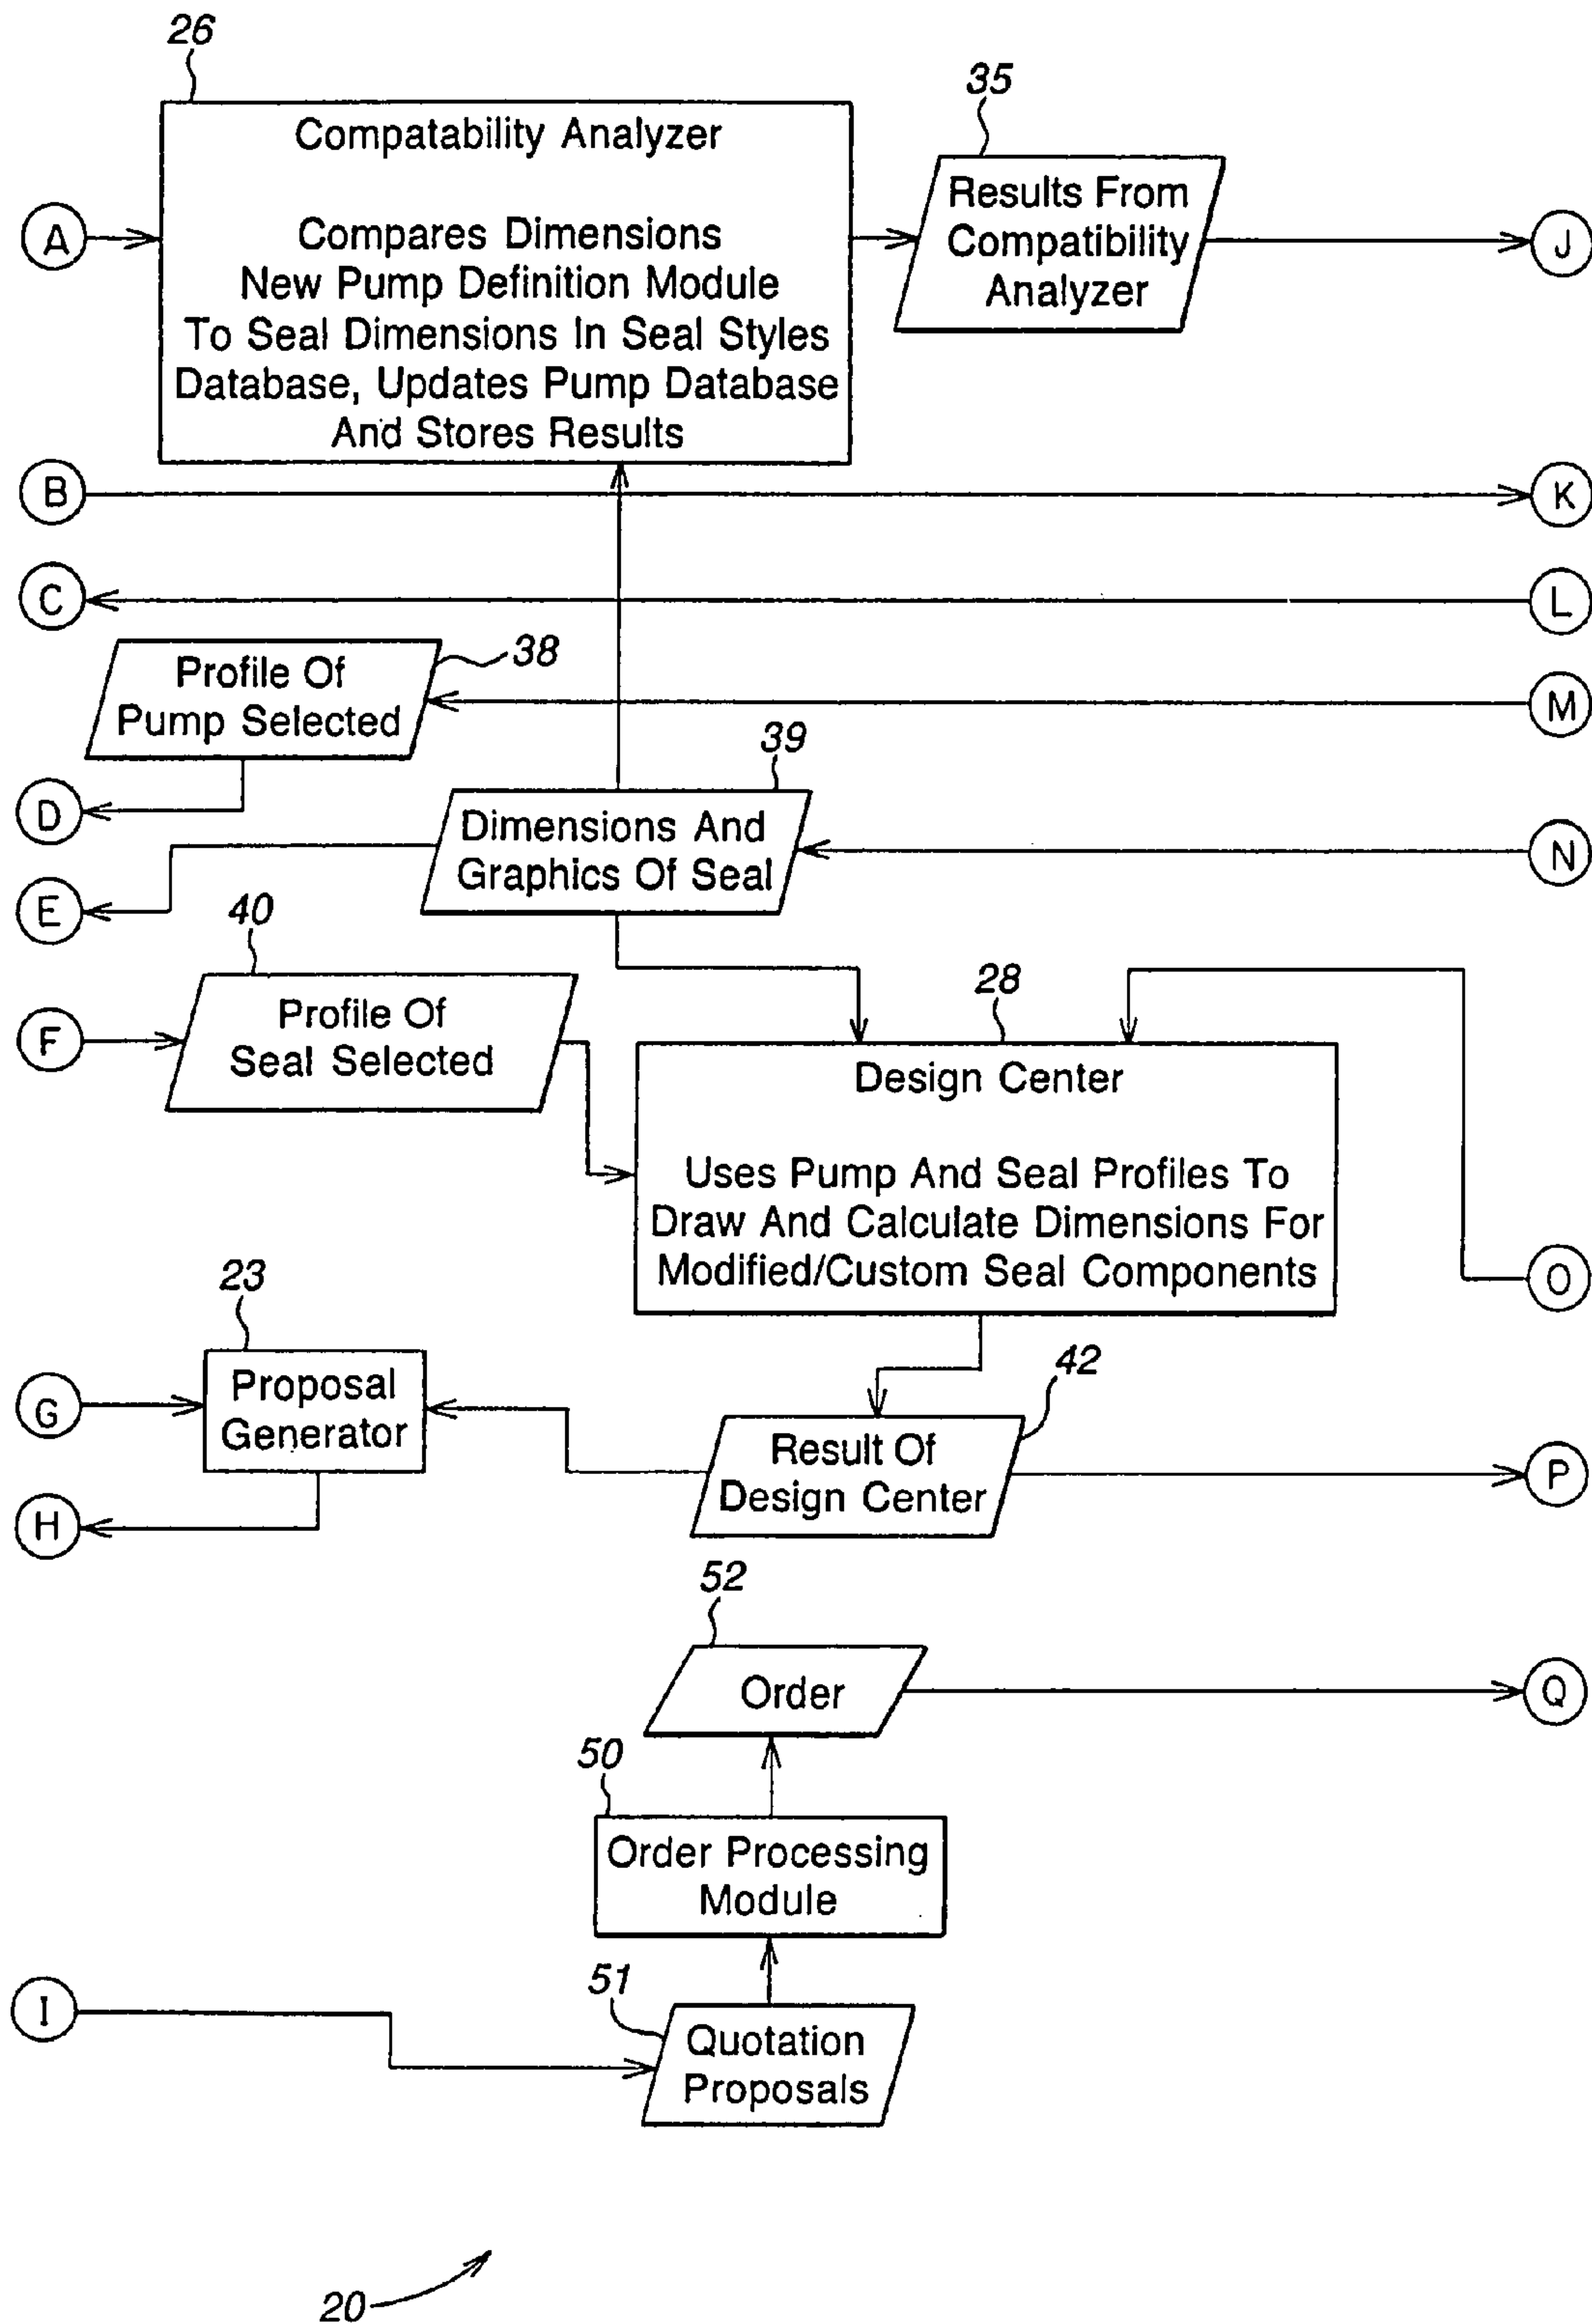 26
Compatability Analyzer
Compares Dimensions
New Pump Definition Module
To Seal Dimensions In Seal Styles
Database, Updates Pump Database
And Stores Results
35
Results From
Compatibility
Analyzer
A
J
B
K
C
L
38
Profile Of
Pump Selected
M
D
39
Dimensions And
Graphics Of Seal
N
E
40
Profile Of
Seal Selected
F
28
Design Center
Uses Pump And Seal Profiles To
Draw And Calculate Dimensions For
Modified/Custom Seal Components
O
23
Proposal
Generator
G
H
42
Result Of
Design Center
P
52
Order
Q
50
Order Processing
Module
I
51
Quotation
Proposals
20